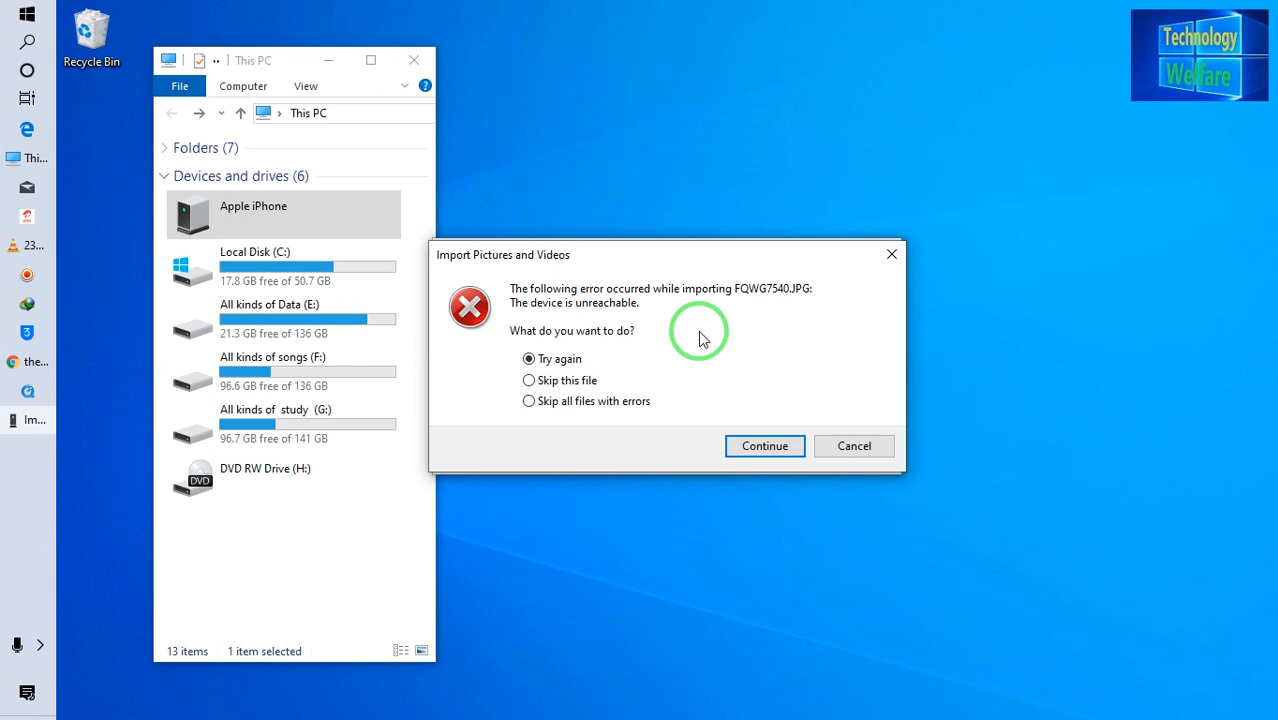 Recycle Bin
This PC
File
Computer
View
This PC
Folders (7)
Devices and drives (6)
Apple iPhone
Local Disk (C:)
17.8 GB free of 50.7 GB
All kinds of Data (E:)
21.3 GB free of 136 GB
All kinds of songs (F:)
96.6 GB free of 136 GB
All kinds of study (G:)
96.7 GB free of 141 GB
DVD RW Drive (H:)
DVD
13 items
1 item selected
Thi...
23...
the...
Im...
Import Pictures and Videos
The following error occurred while importing FQWG7540.JPG:
The device is unreachable.
What do you want to do?
Try again
Skip this file
Skip all files with errors
Continue
Cancel
Technology
Welfare